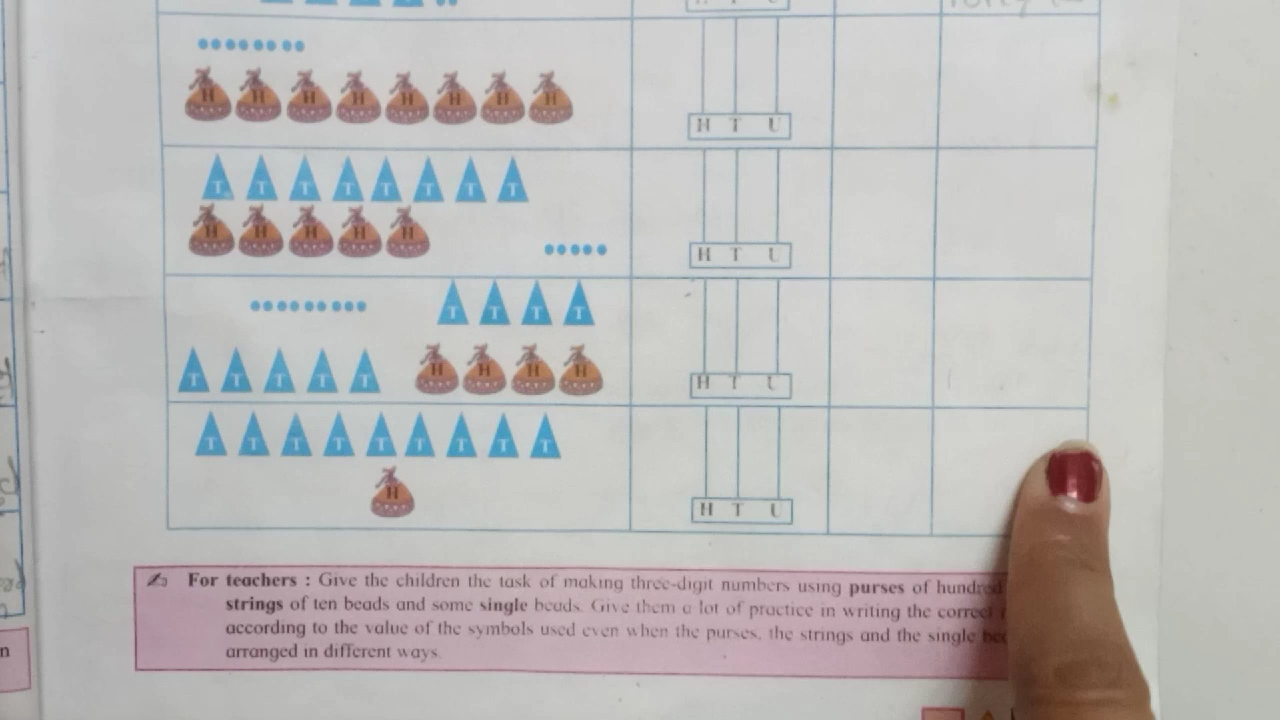 H H H H H H H H
H T U
T T T T T T T T
H H H H H
H T U
T T T T
T T T T T
H H H H
H T U
T T T T T T T T T
H
H T U
For teachers : Give the children the task of making three-digit numbers using purses of hundred
strings of ten beads and some single beads. Give them a lot of practice in writing the correct
according to the value of the symbols used even when the purses, the strings and the single
arranged in different ways.
n